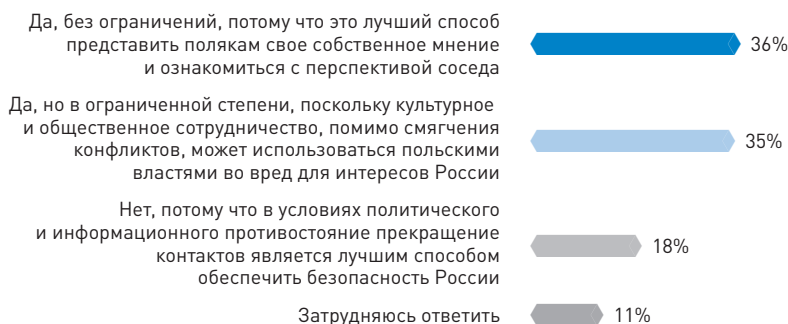 Да, без ограничений, потому что это лучший способ
представить полякам свое собственное мнение
и ознакомиться с перспективой соседа
36%
Да, но в ограниченной степени, поскольку культурное
и общественное сотрудничество, помимо смягчения
конфликтов, может использоваться польскими
властями во вред для интересов России
35%
Нет, потому что в условиях политического
и информационного противостояние прекращение
контактов является лучшим способом
обеспечить безопасность России
18%
Затрудняюсь ответить
11%